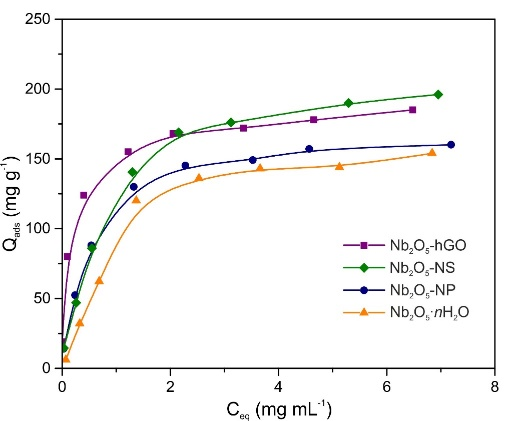 250
200
150
100
50
0
Q_ads (mg g⁻¹)
Nb₂O₅-hGO
Nb₂O₅-NS
Nb₂O₅-NP
Nb₂O₅·nH₂O
0 2 4 6 8
C_eq (mg mL⁻¹)